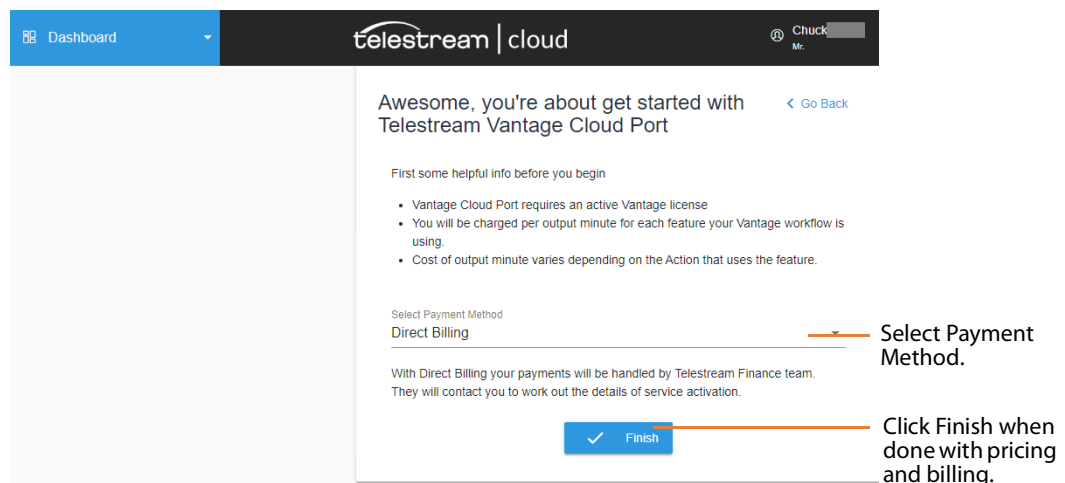 Dashboard
telestream | cloud
Chuck
Mr.
Awesome, you're about get started with
Telestream Vantage Cloud Port
Go Back
First some helpful info before you begin
• Vantage Cloud Port requires an active Vantage license
• You will be charged per output minute for each feature your Vantage workflow is
using.
• Cost of output minute varies depending on the Action that uses the feature.
Select Payment Method
Direct Billing
Select Payment
Method.
With Direct Billing your payments will be handled by Telestream Finance team.
They will contact you to work out the details of service activation.
Finish
Click Finish when
done with pricing
and billing.